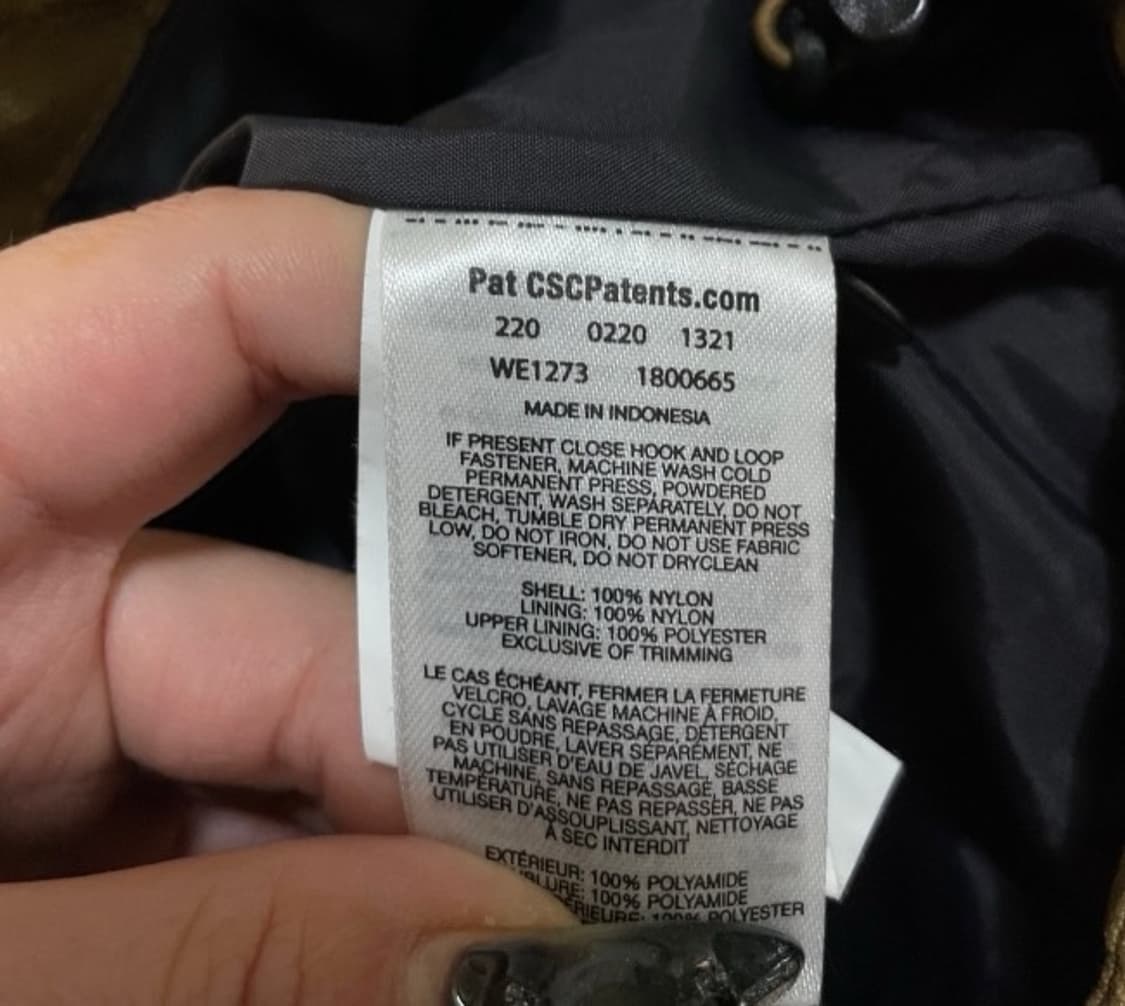 Pat CSCPatents.com
220 0220 1321
WE1273 1800665
MADE IN INDONESIA
IF PRESENT CLOSE HOOK AND LOOP
FASTENER, MACHINE WASH COLD
PERMANENT PRESS, POWDERED
DETERGENT, WASH SEPARATELY, DO NOT
BLEACH, TUMBLE DRY PERMANENT PRESS
LOW, DO NOT IRON, DO NOT USE FABRIC
SOFTENER, DO NOT DRYCLEAN
SHELL: 100% NYLON
LINING: 100% NYLON
UPPER LINING: 100% POLYESTER
EXCLUSIVE OF TRIMMING
LE CAS ÉCHÉANT, FERMER LA FERMETURE
VELCRO, LAVAGE MACHINE À FROID,
CYCLE SANS REPASSAGE, DÉTERGENT
EN POUDRE, LAVER SÉPARÉMENT, NE
PAS UTILISER D'EAU DE JAVEL, SÉCHAGE
MACHINE, SANS REPASSAGE, BASSE
TEMPÉRATURE, NE PAS REPASSER, NE PAS
UTILISER D'ASSOUPLISSANT, NETTOYAGE
À SEC INTERDIT
EXTÉRIEUR: 100% POLYAMIDE
100% POLYAMIDE
100% POLYESTER